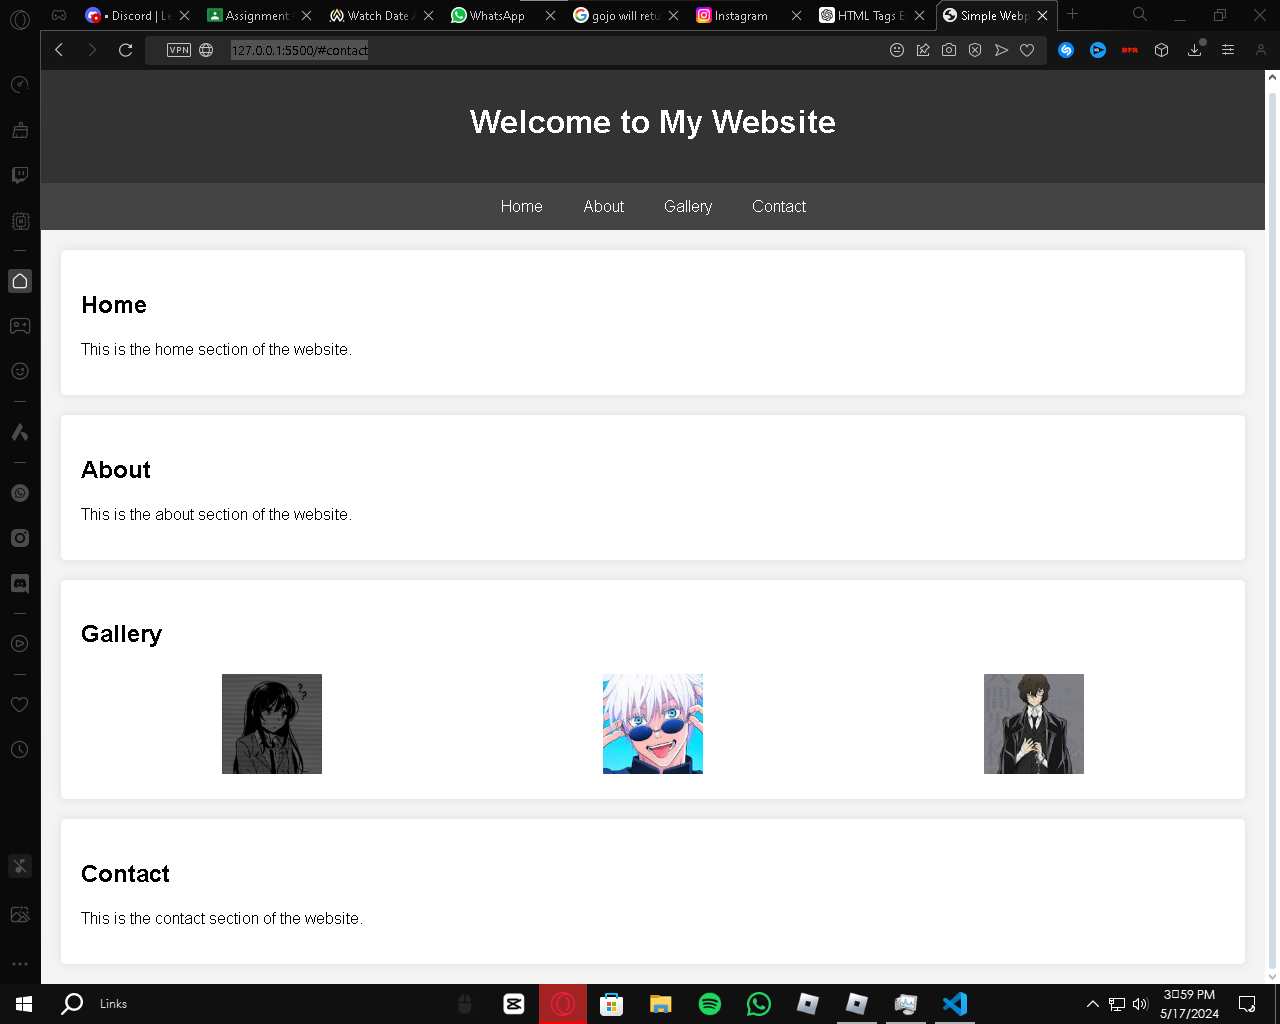 • Discord | Le
Assignment
Watch Date A
WhatsApp
gojo will retu
Instagram
HTML Tags E
Simple Webp
VPN
127.0.0.1:5500/#contact
Welcome to My Website
Home
About
Gallery
Contact
Home
This is the home section of the website.
About
This is the about section of the website.
Gallery
??
Contact
This is the contact section of the website.
Links
3▯59 PM
5/17/2024